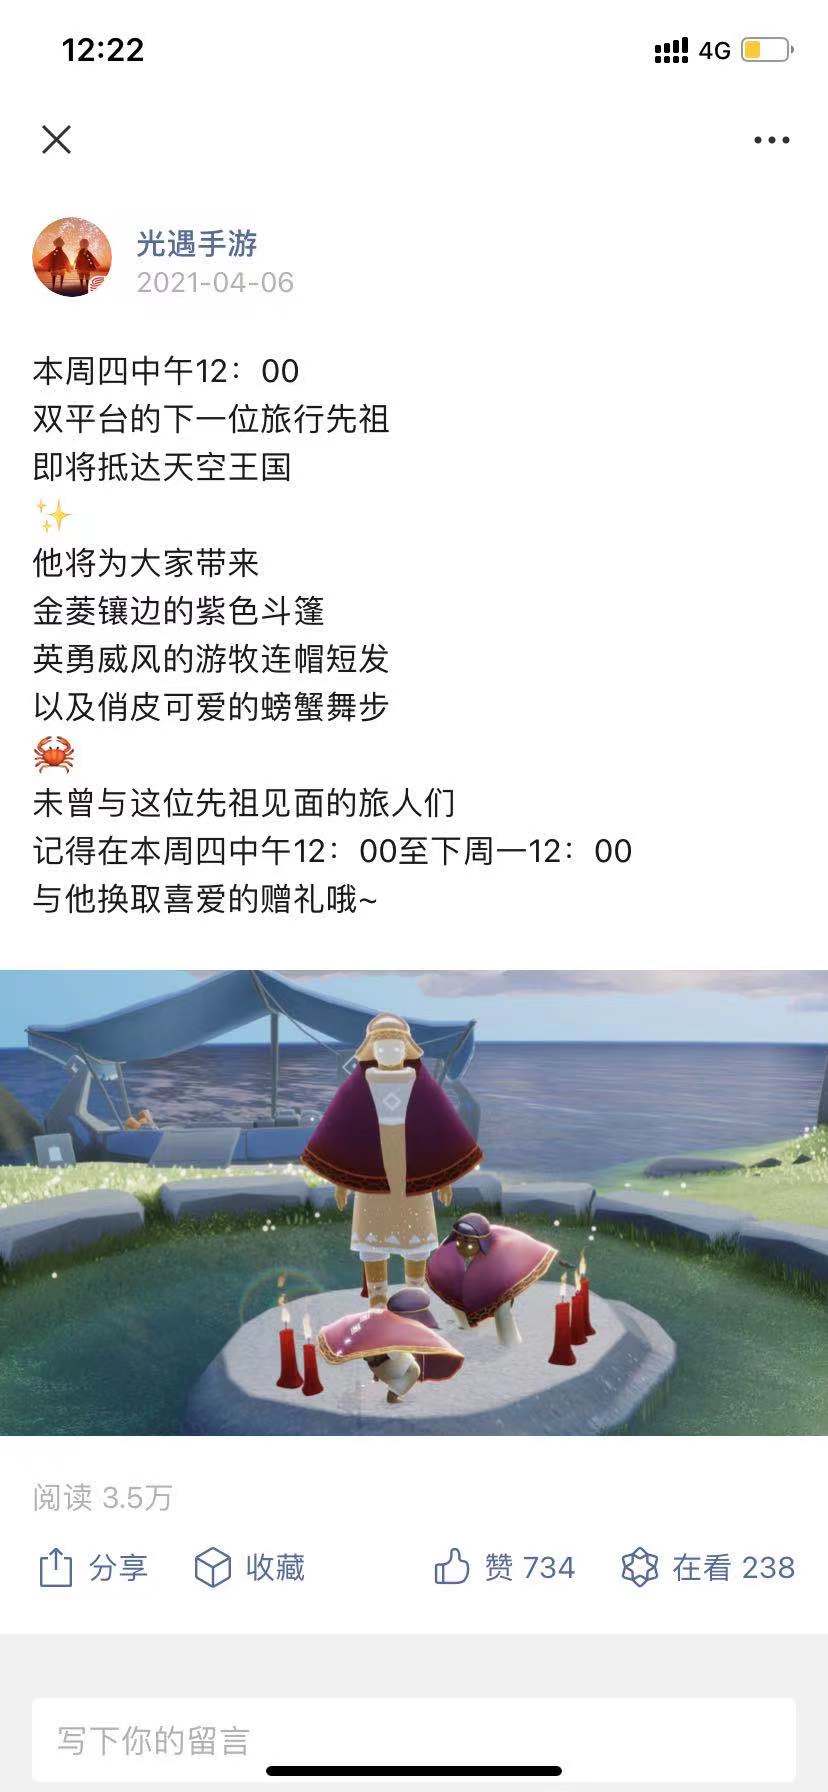 12:22
4G
光遇手游
2021-04-06
本周四中午12：00
双平台的下一位旅行先祖
即将抵达天空王国
✨
他将为大家带来
金菱镶边的紫色斗篷
英勇威风的游牧连帽短发
以及俏皮可爱的螃蟹舞步
🦀
未曾与这位先祖见面的旅人们
记得在本周四中午12：00至下周一12：00
与他换取喜爱的赠礼哦~
阅读 3.5万
分享 收藏 赞 734 在看 238
写下你的留言